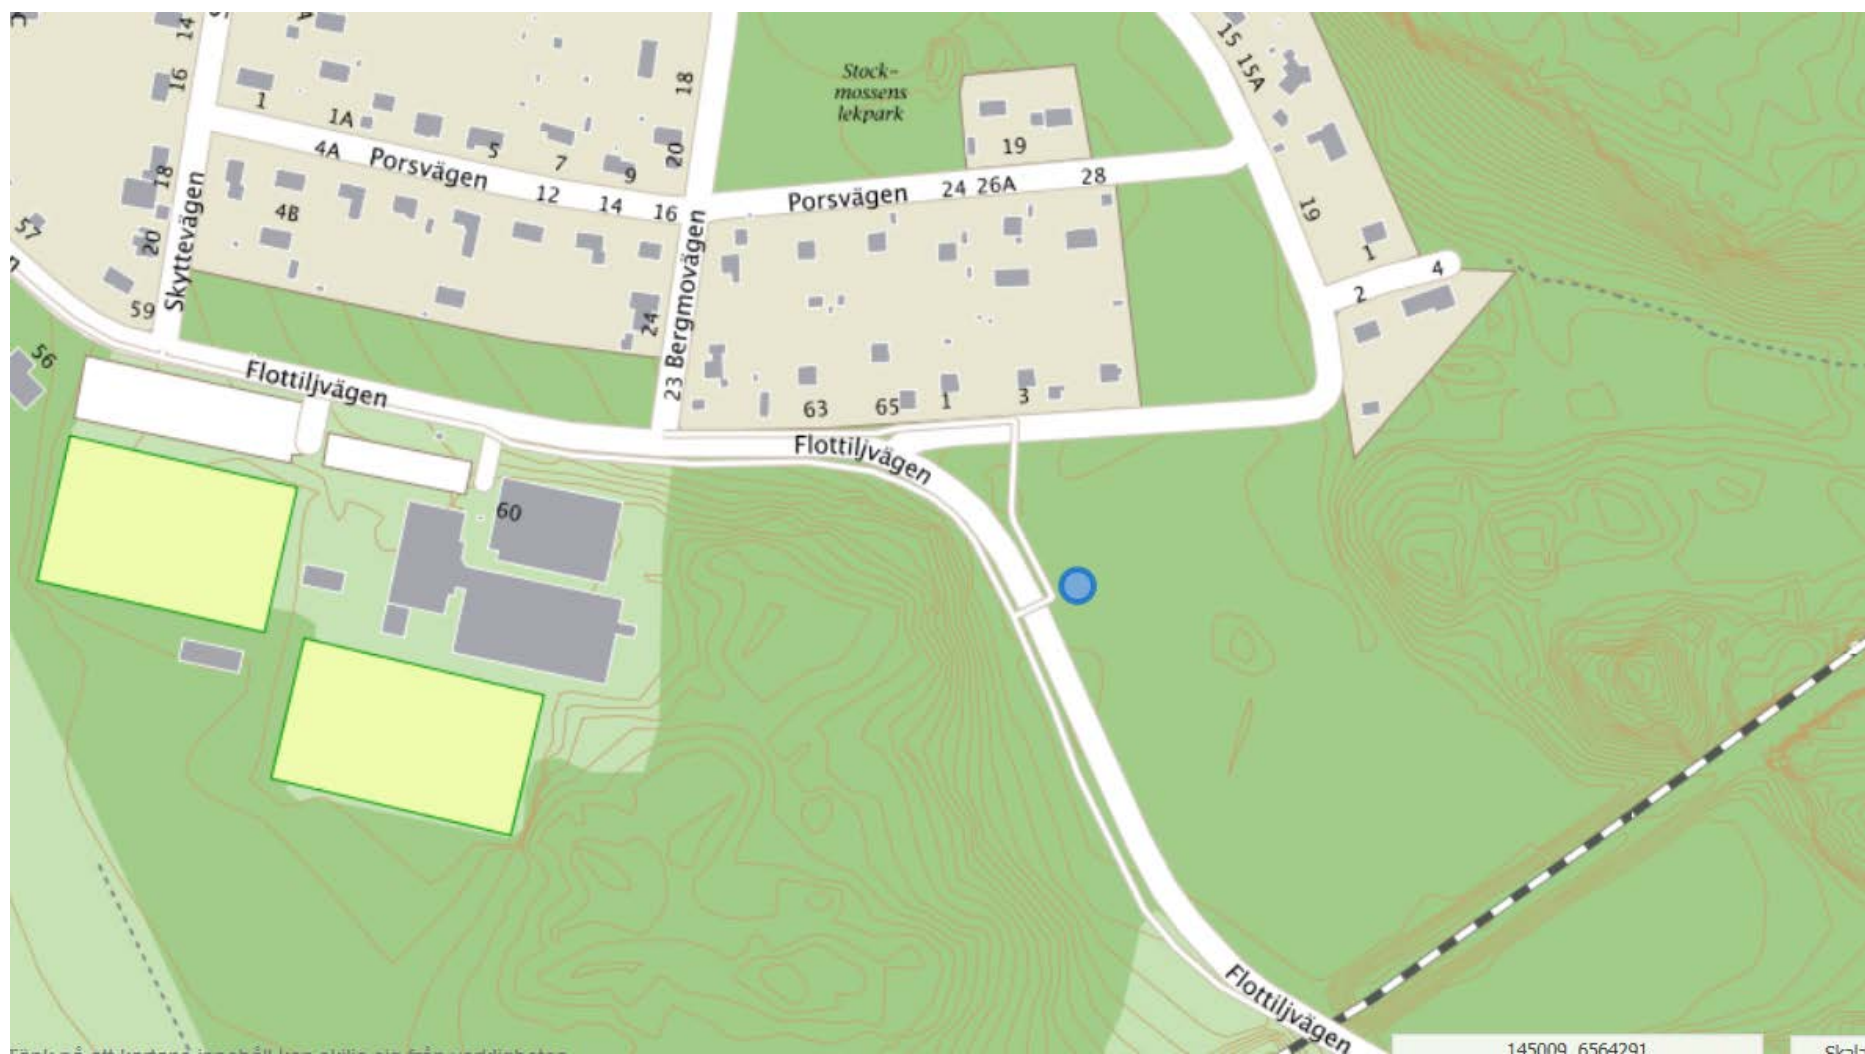 14
16
18
20
57
59
56
Skyttevägen
1
1A
4A
Porsvägen
5
7
9
12
14
16
4B
18
20
24
23 Bergmovägen
Stock-
mossens
lekpark
19
Porsvägen
24 26A
28
15 15A
19
1
2
4
63
65
1
3
Flottiljvägen
Flottiljvägen
60
Flottiljvägen
145009, 6564291